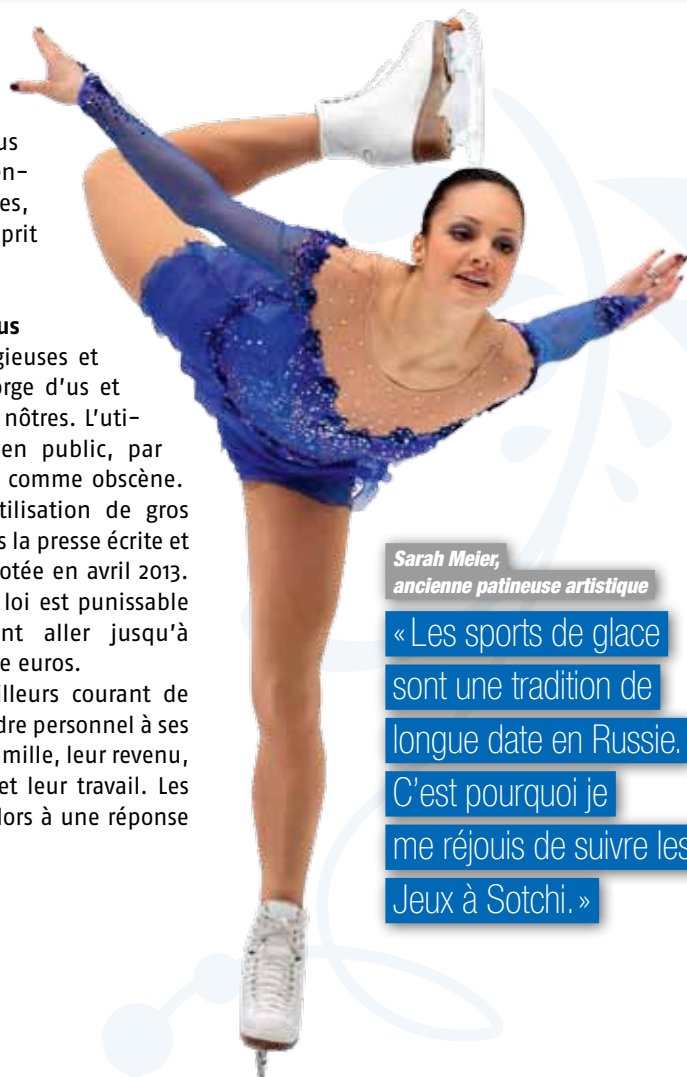 us
en-
es,
prit
us
gieuses et
orge d'us et
nôtres. L'uti-
en public, par
comme obscène.
tilisation de gros
s la presse écrite et
otée en avril 2013.
loi est punissable
nt aller jusqu'à
e euros.
illeurs courant de
dre personnel à ses
mille, leur revenu,
et leur travail. Les
lors à une réponse
Sarah Meier,
ancienne patineuse artistique
« Les sports de glace
sont une tradition de
longue date en Russie.
C'est pourquoi je
me réjouis de suivre les
Jeux à Sotchi. »